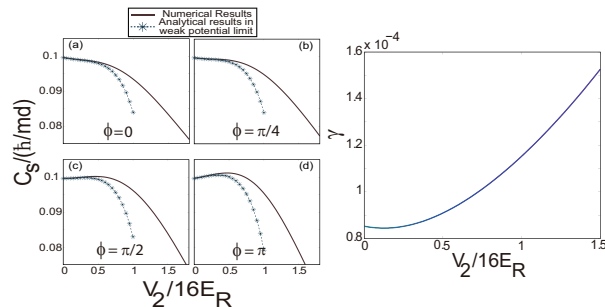 Numerical Results
Analytical results in
weak potential limit
(a)
(b)
0.1
0.09
0.08
ϕ=0
ϕ=π/4
(c)
(d)
0.1
0.09
0.08
ϕ=π/2
ϕ=π
0 0.5 1 1.5
0 0.5 1 1.5
C_S/(ħ/md)
V_2/16E_R
1.6 x 10^-4
1.4
1.2
1
0.8
γ
0 0.5 1 1.5
V_2/16E_R